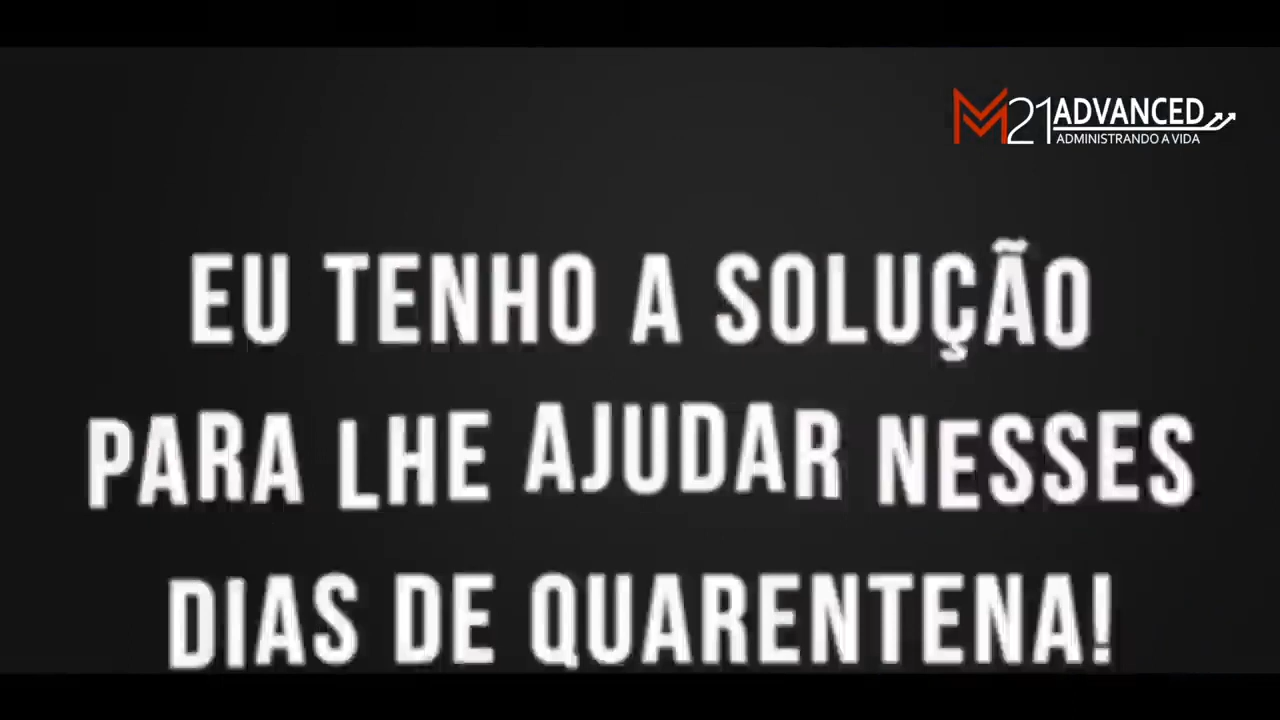 M21 ADVANCED
ADMINISTRANDO A VIDA
EU TENHO A SOLUÇÃO
PARA LHE AJUDAR NESSES
DIAS DE QUARENTENA!